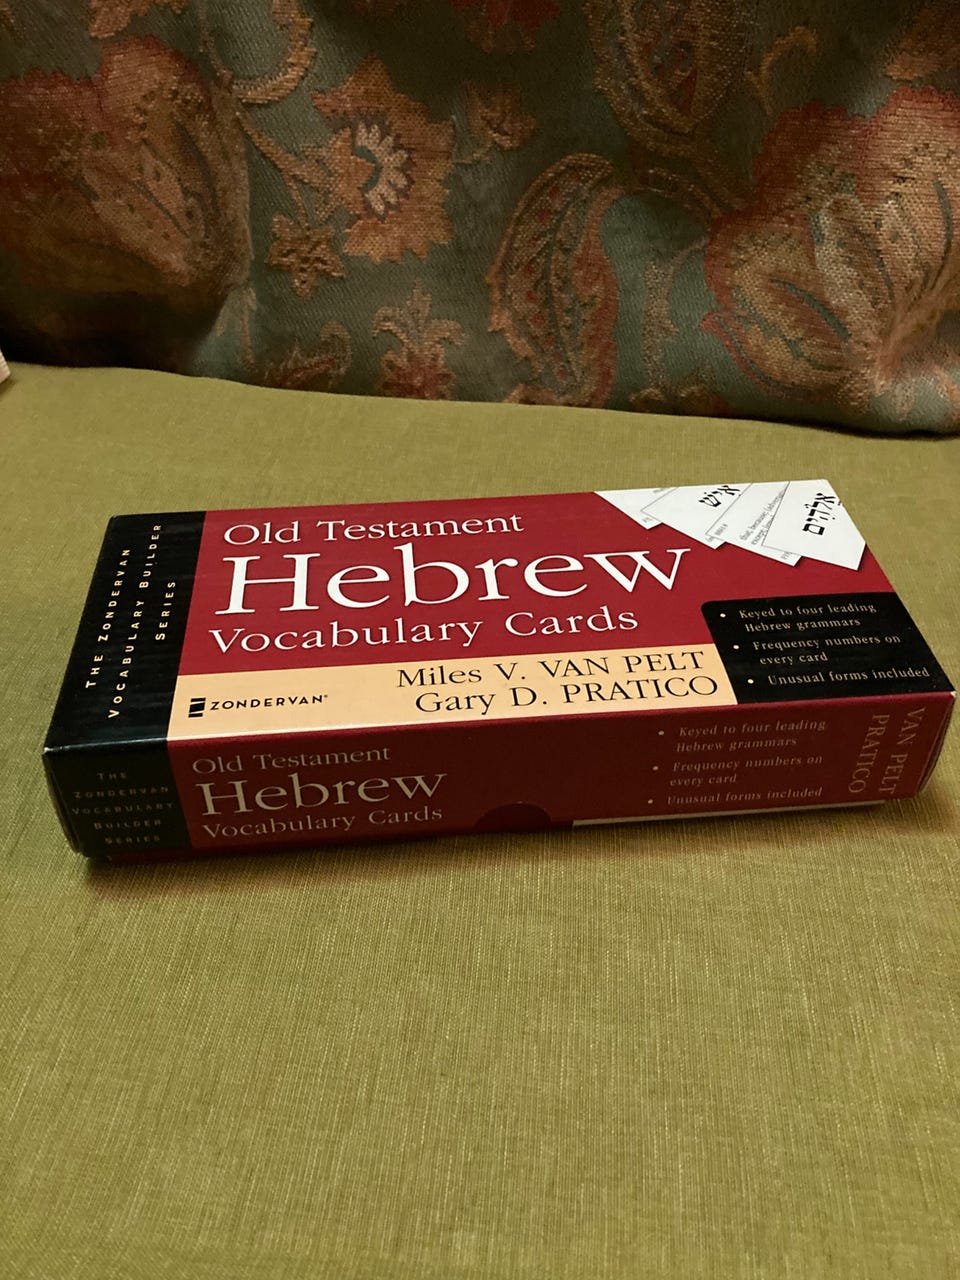 THE ZONDERVAN
VOCABULARY BUILDER
SERIES
Old Testament
Hebrew
Vocabulary Cards
Miles V. VAN PELT
Gary D. PRATICO
ZONDERVAN®
איש
אלהים
• Keyed to four leading
Hebrew grammars
• Frequency numbers on
every card
• Unusual forms included
THE
ZONDERVAN
VOCABULARY
BUILDER
SERIES
Old Testament
Hebrew
Vocabulary Cards
• Keyed to four leading
Hebrew grammars
• Frequency numbers on
every card
• Unusual forms included
VAN PELT
PRATICO